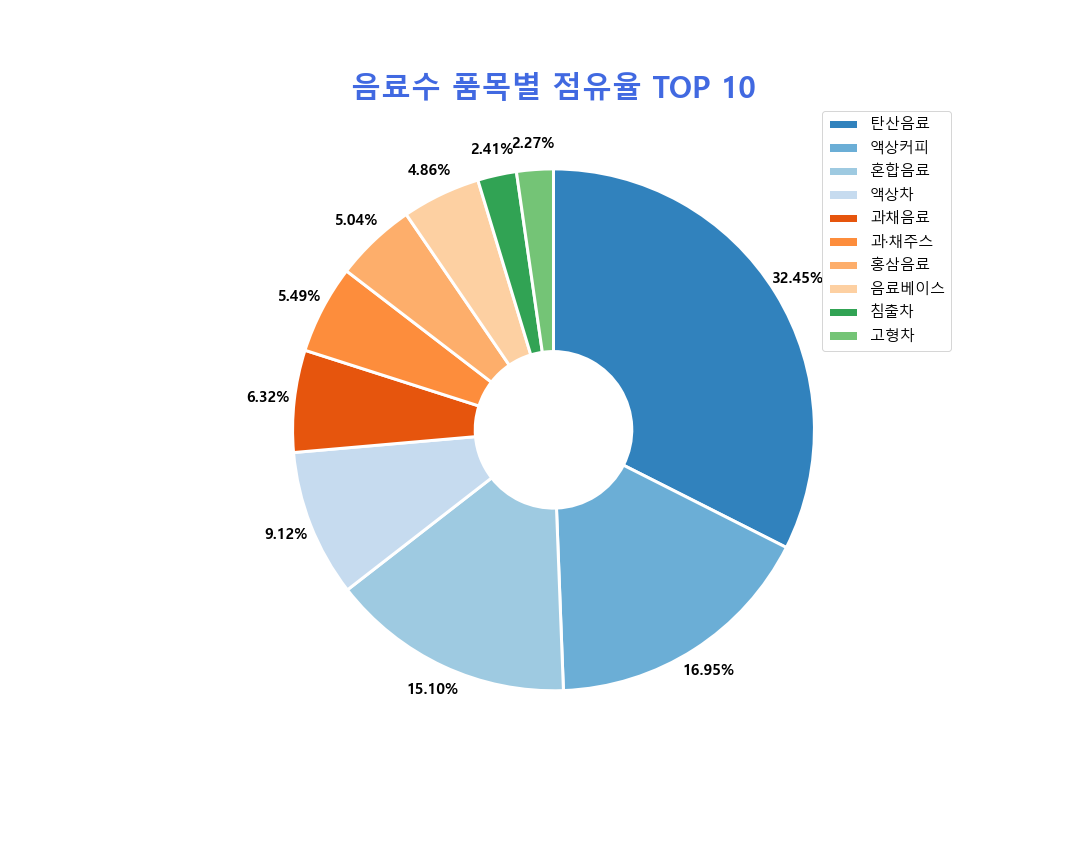 음료수 품목별 점유율 TOP 10
탄산음료
액상커피
혼합음료
액상차
과채음료
과·채주스
홍삼음료
음료베이스
침출차
고형차
32.45%
16.95%
15.10%
9.12%
6.32%
5.49%
5.04%
4.86%
2.41%
2.27%